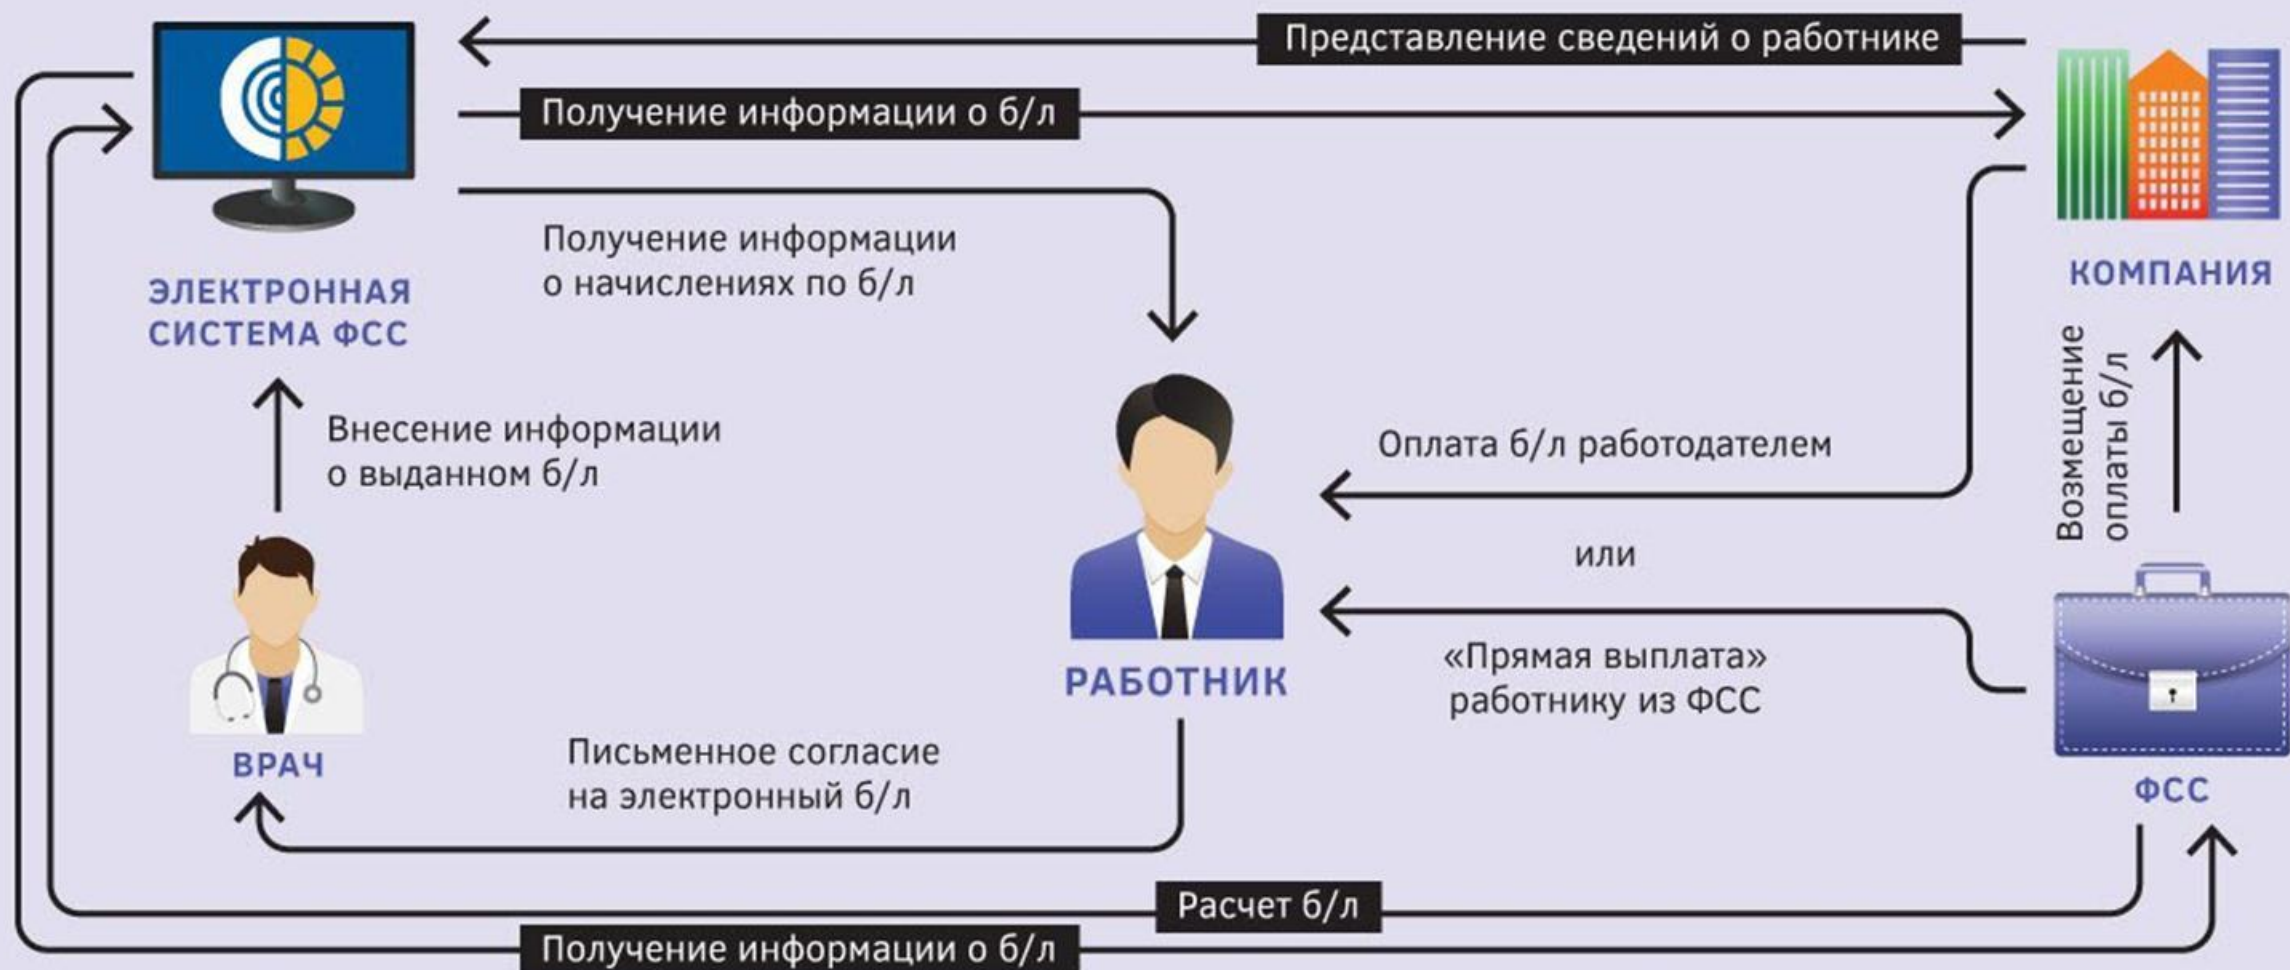 Представление сведений о работнике
Получение информации о б/л
Получение информации
о начислениях по б/л
ЭЛЕКТРОННАЯ
СИСТЕМА ФСС
КОМПАНИЯ
Внесение информации
о выданном б/л
Оплата б/л работодателем
Возмещение
оплаты б/л
или
«Прямая выплата»
работнику из ФСС
РАБОТНИК
ВРАЧ
Письменное согласие
на электронный б/л
ФСС
Расчет б/л
Получение информации о б/л